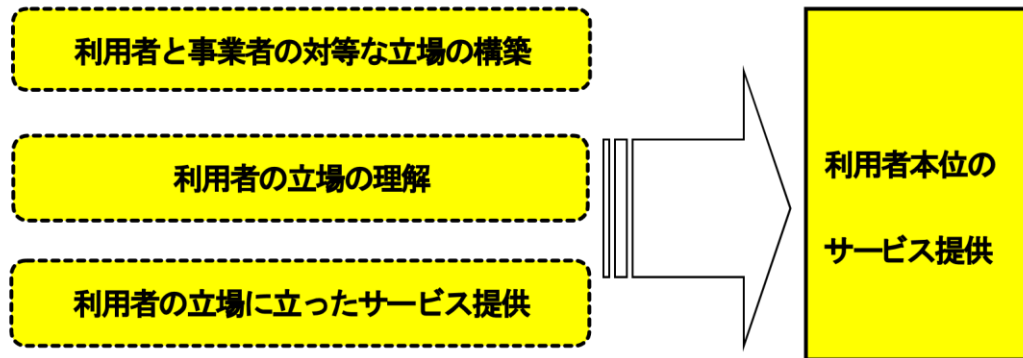 利用者と事業者の対等な立場の構築
利用者の立場の理解
利用者の立場に立ったサービス提供
利用者本位の
サービス提供